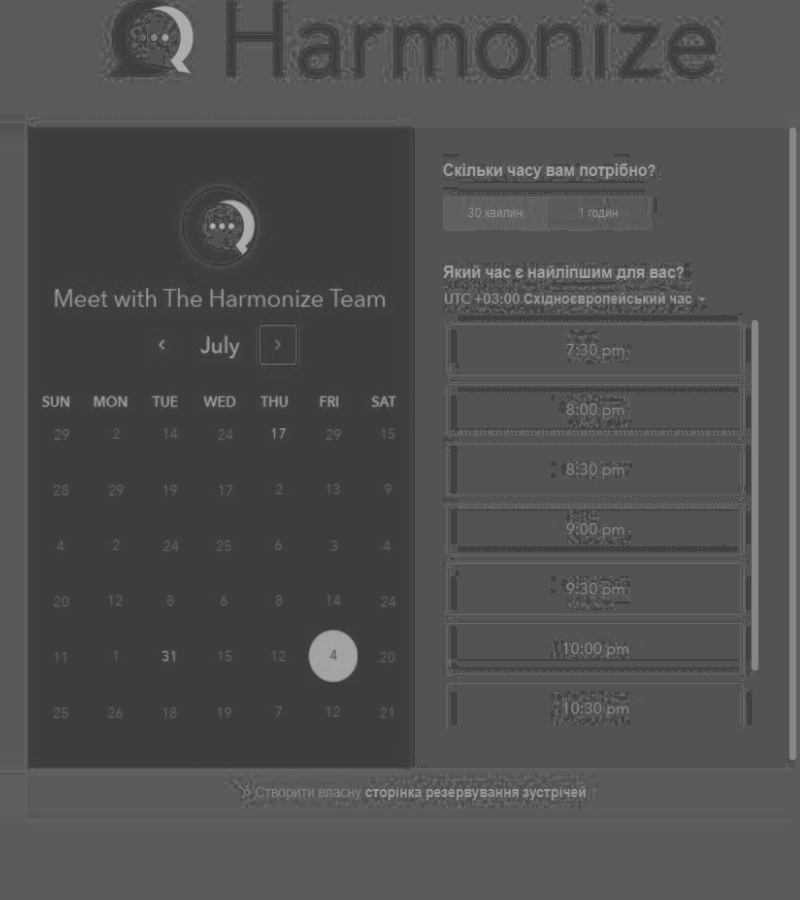 Harmonize
Meet with The Harmonize Team
July
SUN MON TUE WED THU FRI SAT
29 2 14 24 17 29 15
28 29 19 17 2 13 9
4 2 24 25 6 3 4
20 12 8 6 8 14 24
11 1 31 15 12 4 20
25 26 18 19 7 12 21
Скільки часу вам потрібно?
30 хвилин 1 годин
Який час є найліпшим для вас?
UTC +03:00 Східноєвропейський час
7:30 pm
8:00 pm
8:30 pm
9:00 pm
9:30 pm
10:00 pm
10:30 pm
Створити власну сторінка резервування зустрічей